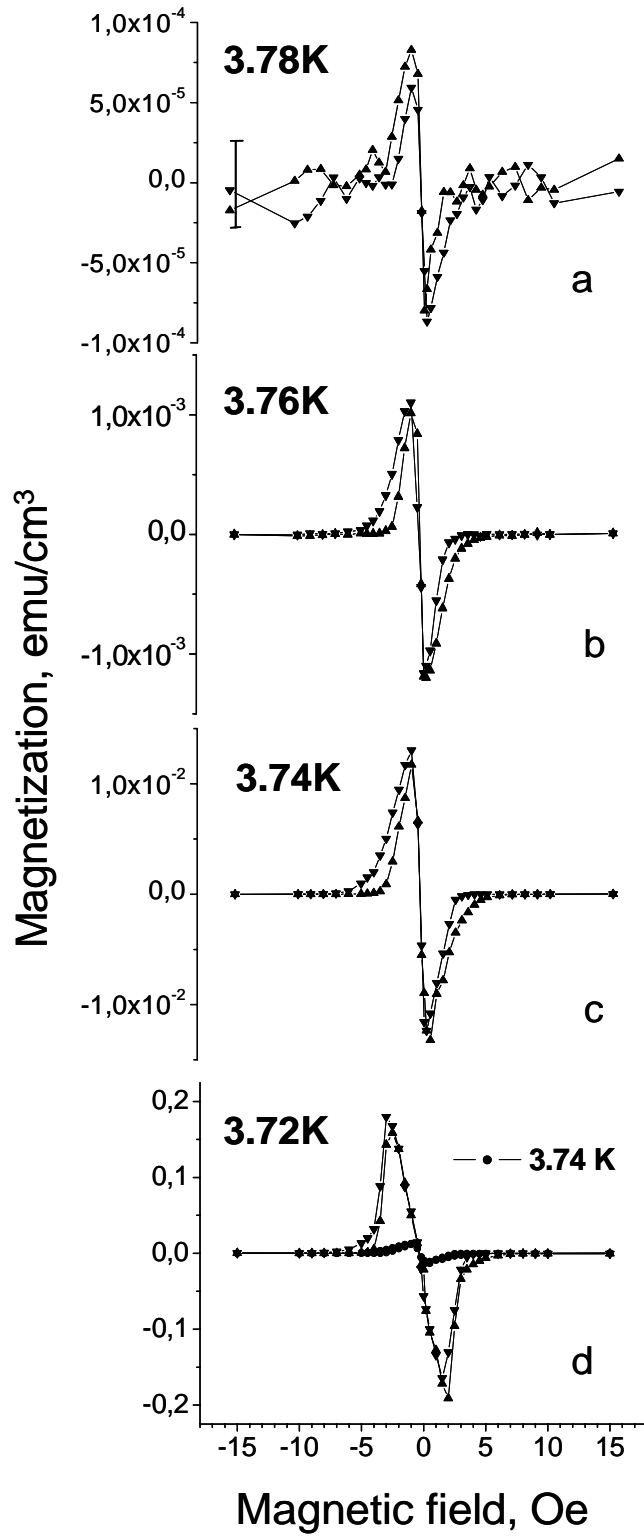 Magnetization, emu/cm³
1,0x10⁻⁴
5,0x10⁻⁵
0,0
-5,0x10⁻⁵
-1,0x10⁻⁴
3.78K
a
1,0x10⁻³
0,0
-1,0x10⁻³
3.76K
b
1,0x10⁻²
0,0
-1,0x10⁻²
3.74K
c
0,2
0,1
0,0
-0,1
-0,2
3.72K
3.74 K
d
-15 -10 -5 0 5 10 15
Magnetic field, Oe